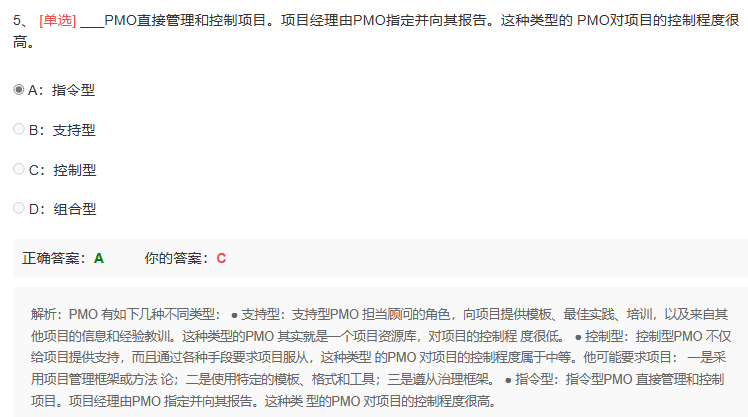 5、 [单选] ___PMO直接管理和控制项目。项目经理由PMO指定并向其报告。这种类型的 PMO对项目的控制程度很
高。
A：指令型
B：支持型
C：控制型
D：组合型
正确答案：A 你的答案：C
解析：PMO 有如下几种不同类型： ● 支持型：支持型PMO 担当顾问的角色，向项目提供模板、最佳实践、培训，以及来自其
他项目的信息和经验教训。这种类型的PMO 其实就是一个项目资源库，对项目的控制程 度很低。 ● 控制型：控制型PMO 不仅
给项目提供支持，而且通过各种手段要求项目服从，这种类型 的PMO 对项目的控制程度属于中等。他可能要求项目： 一是采
用项目管理框架或方法 论；二是使用特定的模板、格式和工具；三是遵从治理框架。 ● 指令型：指令型PMO 直接管理和控制
项目。项目经理由PMO 指定并向其报告。这种类 型的PMO 对项目的控制程度很高。